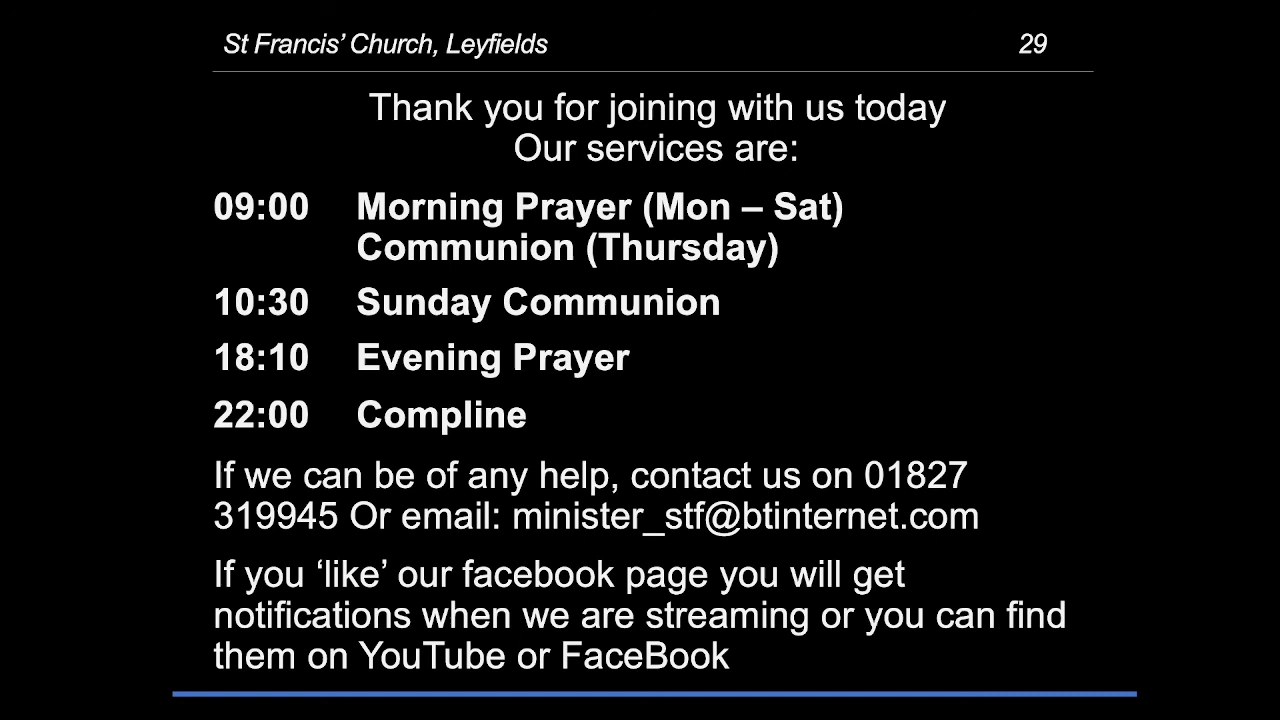 St Francis’ Church, Leyfields 29
Thank you for joining with us today
Our services are:
09:00 Morning Prayer (Mon – Sat)
Communion (Thursday)
10:30 Sunday Communion
18:10 Evening Prayer
22:00 Compline
If we can be of any help, contact us on 01827
319945 Or email: minister_stf@btinternet.com
If you ‘like’ our facebook page you will get
notifications when we are streaming or you can find
them on YouTube or FaceBook